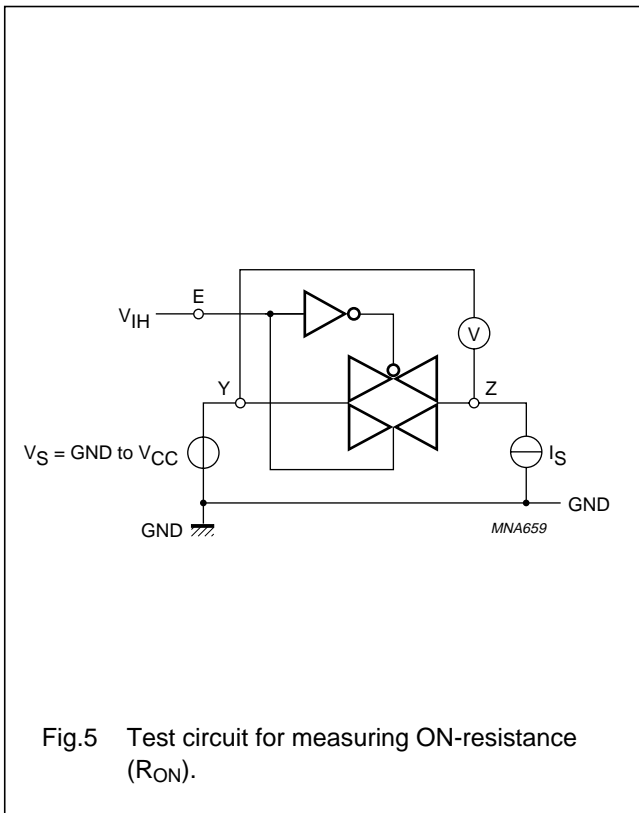 E
V_IH
V
Y
Z
V_S = GND to V_CC
I_S
GND
GND
MNA659
Fig.5 Test circuit for measuring ON-resistance
(R_ON).